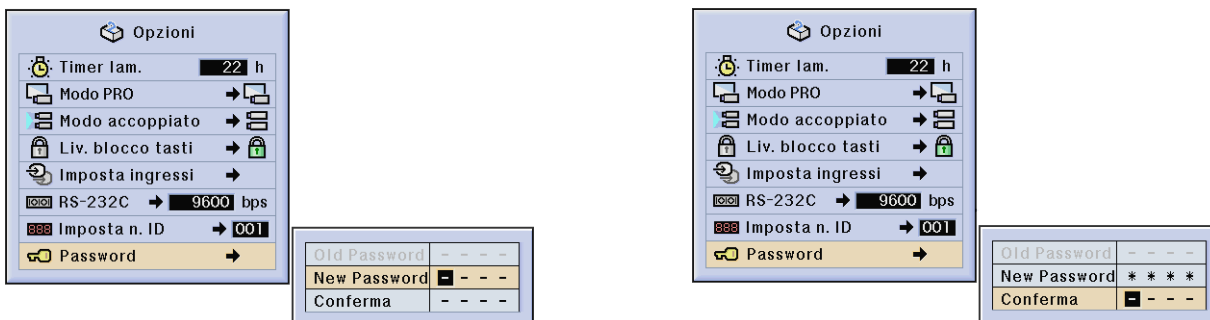 Opzioni
Timer lam. 22 h
Modo PRO
Modo accoppiato
Liv. blocco tasti
Imposta ingressi
RS-232C 9600 bps
888 Imposta n. ID 001
Password
Old Password - - - -
New Password - - - -
Conferma - - - -
Opzioni
Timer lam. 22 h
Modo PRO
Modo accoppiato
Liv. blocco tasti
Imposta ingressi
RS-232C 9600 bps
888 Imposta n. ID 001
Password
Old Password - - - -
New Password * * * *
Conferma - - - -